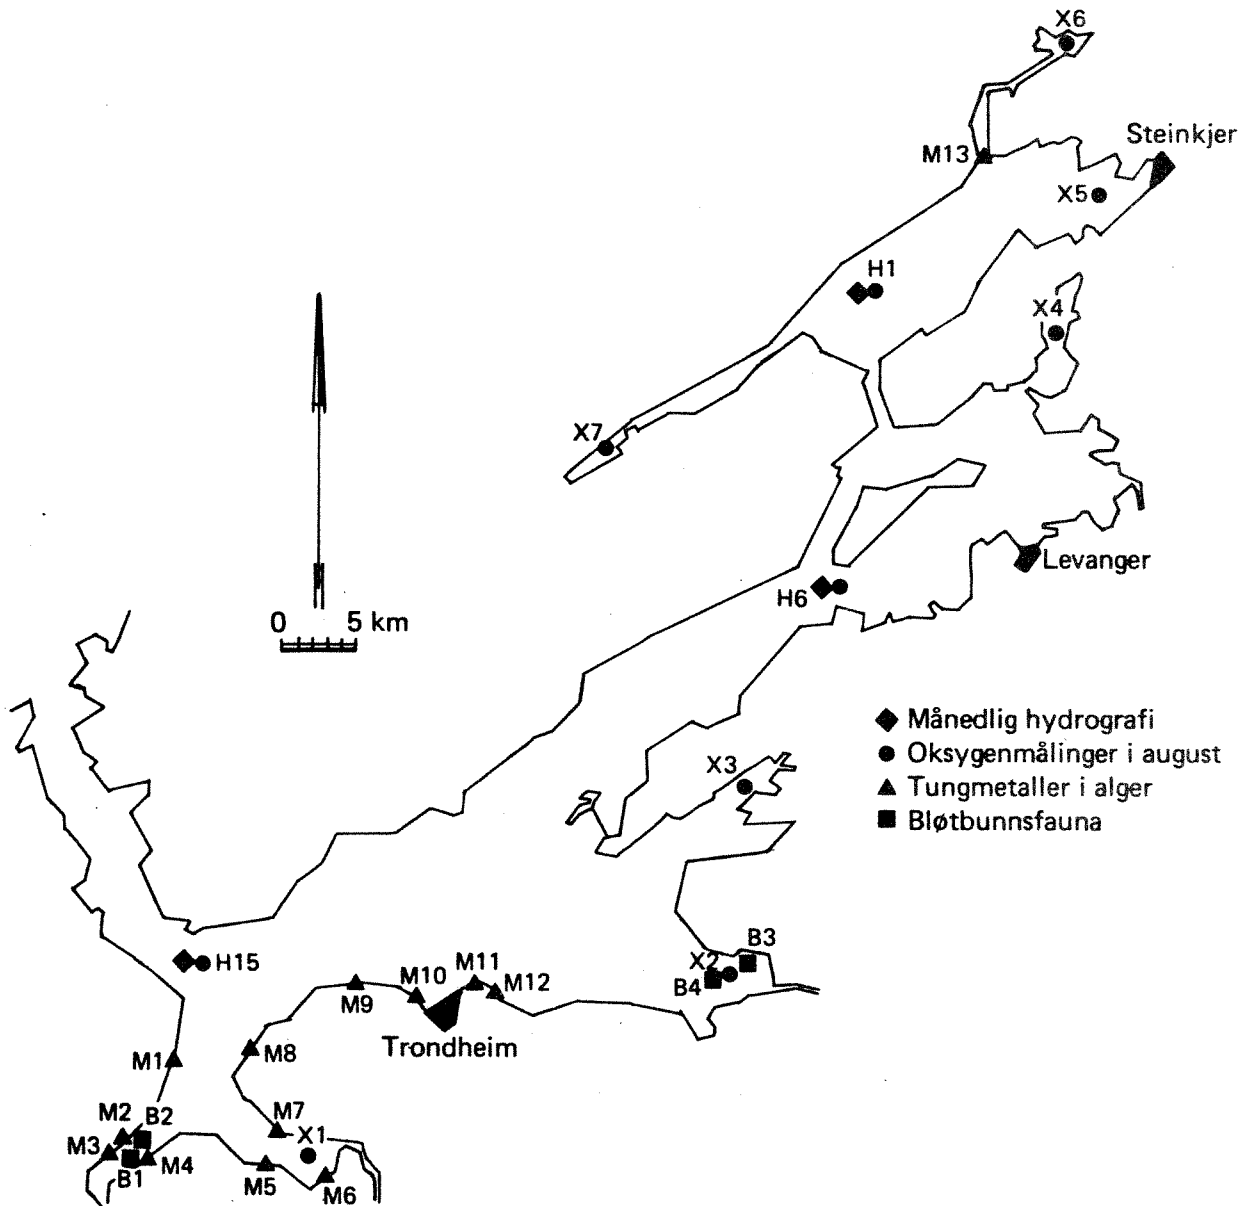 X6
Steinkjer
M13
X5
H1
X4
X7
Levanger
H6
0 5 km
Månedlig hydrografi
Oksygenmålinger i august
Tungmetaller i alger
Bløtbunnsfauna
X3
B3
X2
B4
H15
M11
M10
M12
M9
Trondheim
M8
M1
M2
B2
M7
X1
M3
B1
M4
M5
M6